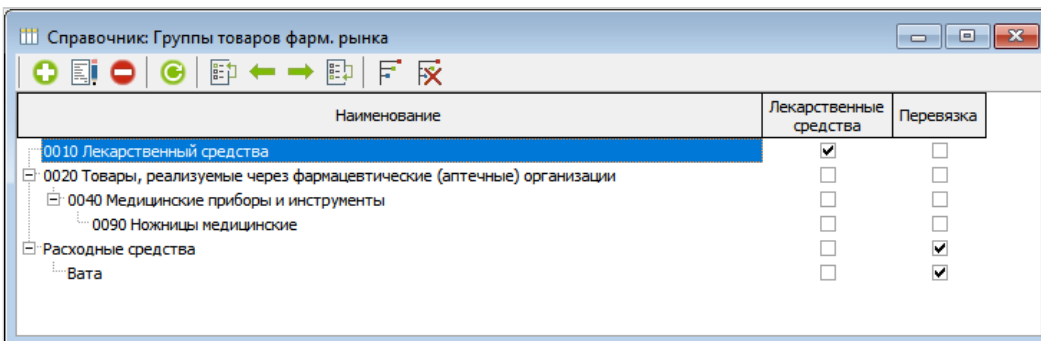 Справочник: Группы товаров фарм. рынка
Наименование
Лекарственные
средства
Перевязка
0010 Лекарственный средства
0020 Товары, реализуемые через фармацевтические (аптечные) организации
0040 Медицинские приборы и инструменты
0090 Ножницы медицинские
Расходные средства
Вата